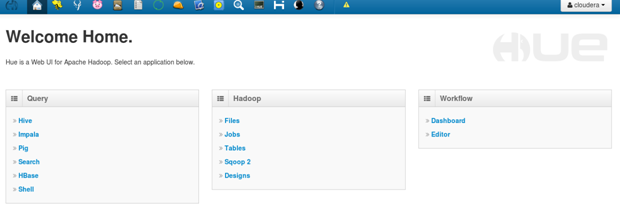 cloudera
Welcome Home.
hue
Hue is a Web UI for Apache Hadoop. Select an application below.
Query
» Hive
» Impala
» Pig
» Search
» HBase
» Shell
Hadoop
» Files
» Jobs
» Tables
» Sqoop 2
» Designs
Workflow
» Dashboard
» Editor